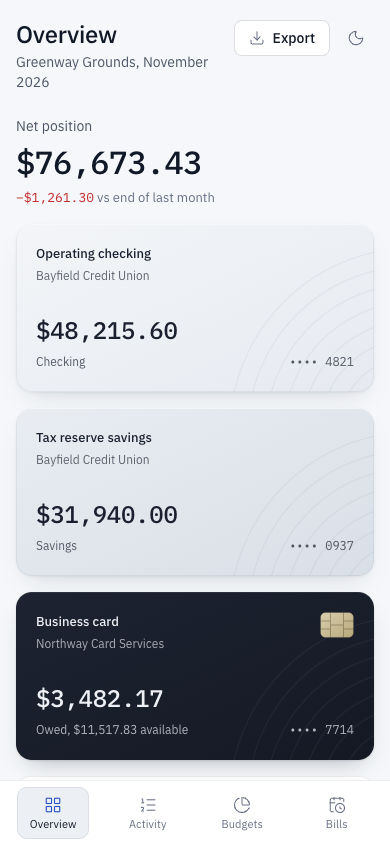 Overview
Export
Greenway Grounds, November
2026
Net position
$76,673.43
−$1,261.30 vs end of last month
Operating checking
Bayfield Credit Union
$48,215.60
Checking
•••• 4821
Tax reserve savings
Bayfield Credit Union
$31,940.00
Savings
•••• 0937
Business card
Northway Card Services
$3,482.17
Owed, $11,517.83 available
•••• 7714
Overview
Activity
Budgets
Bills